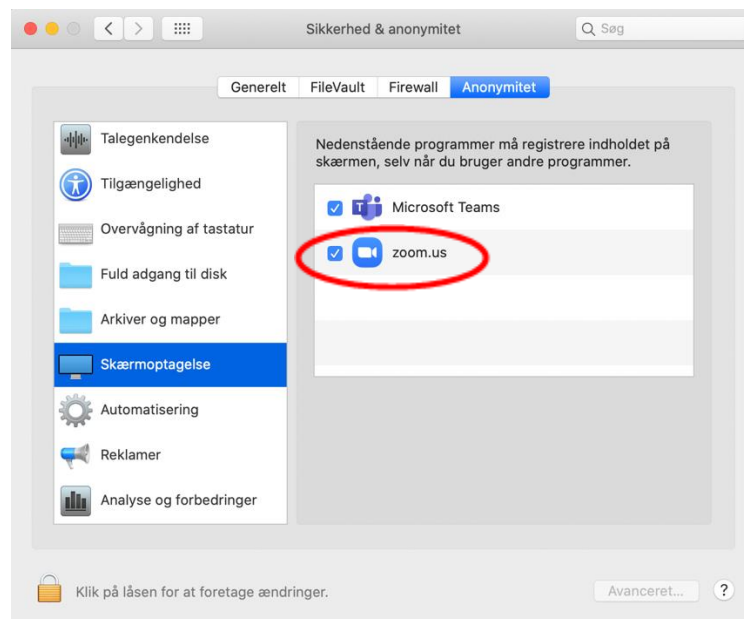 Sikkerhed & anonymitet
Søg
Generelt
FileVault
Firewall
Anonymitet
Talegenkendelse
Tilgængelighed
Overvågning af tastatur
Fuld adgang til disk
Arkiver og mapper
Skærmoptagelse
Automatisering
Reklamer
Analyse og forbedringer
Nedenstående programmer må registrere indholdet på
skærmen, selv når du bruger andre programmer.
Microsoft Teams
zoom.us
Klik på låsen for at foretage ændringer.
Avanceret...
?